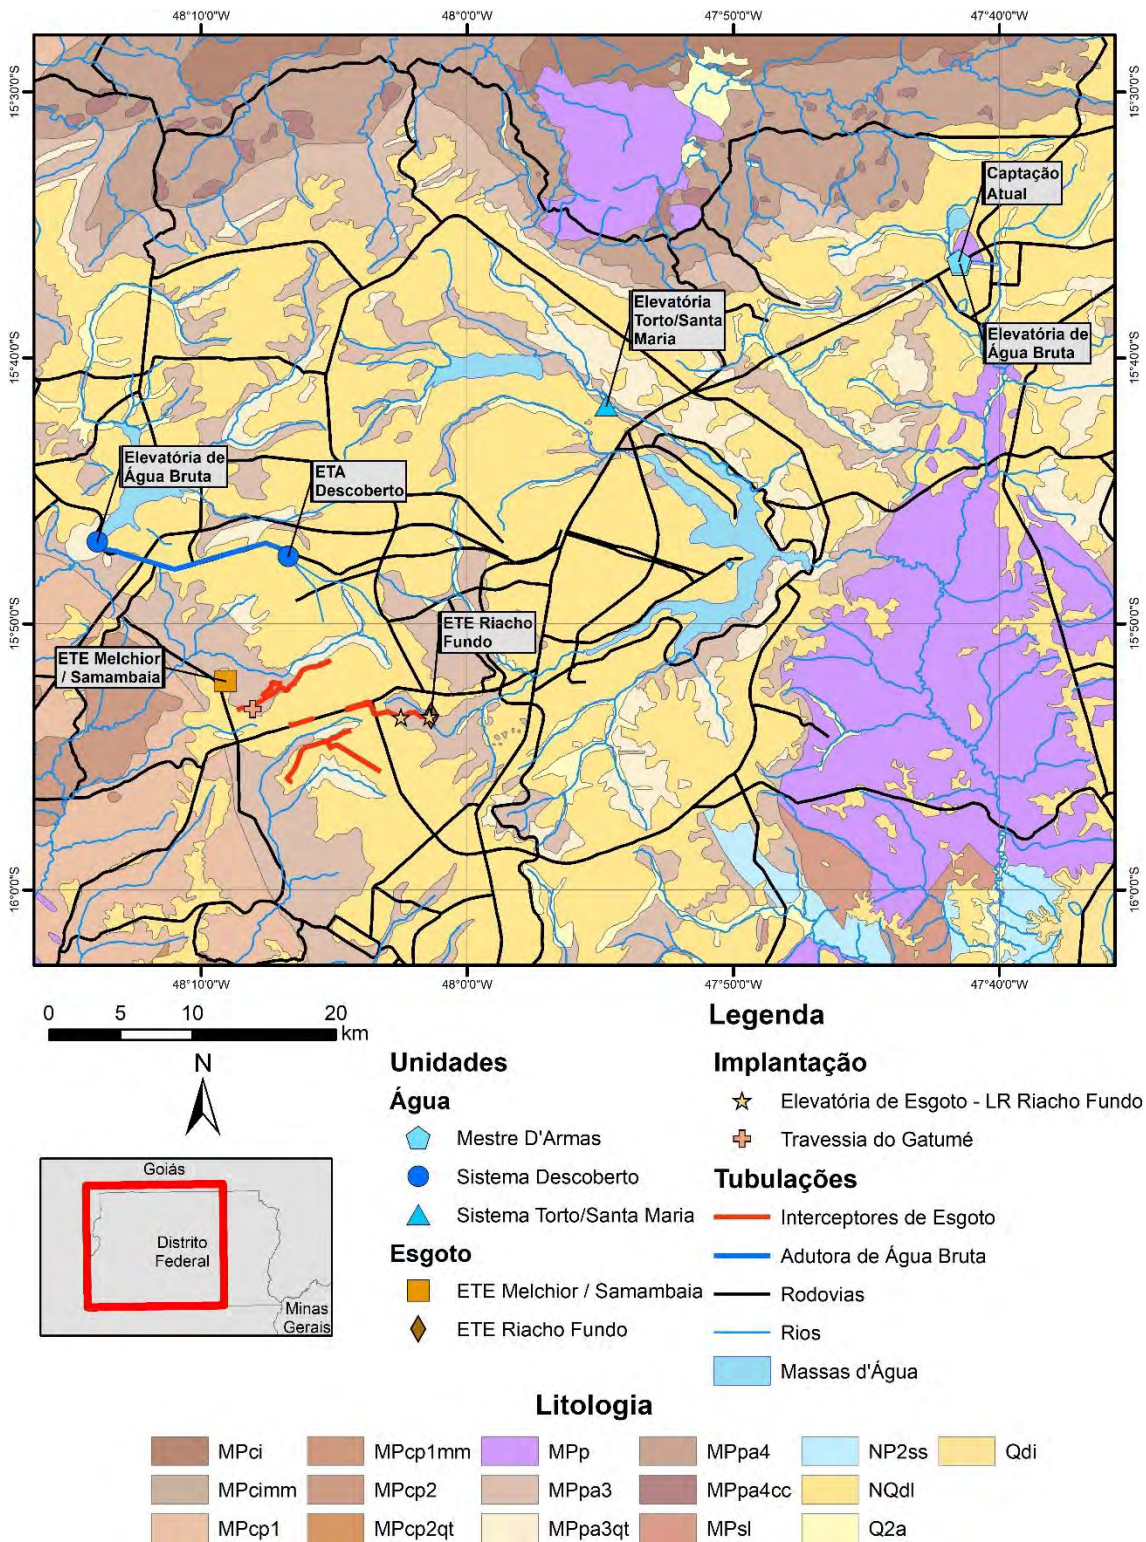 48°10'0"W
48°0'0"W
47°50'0"W
47°40'0"W
15°30'0"S
15°30'0"S
Captação
Atual
Elevatória
Torto/Santa
Maria
Elevatória de
Água Bruta
15°40'0"S
15°40'0"S
Elevatória de
Água Bruta
ETA
Descoberto
15°50'0"S
15°50'0"S
ETE Riacho
Fundo
ETE Melchior
/ Samambaia
16°0'0"S
16°0'0"S
48°10'0"W
48°0'0"W
47°50'0"W
47°40'0"W
0 5 10 20
km
N
Goiás
Distrito
Federal
Minas
Gerais
Legenda
Unidades
Água
Mestre D'Armas
Sistema Descoberto
Sistema Torto/Santa Maria
Esgoto
ETE Melchior / Samambaia
ETE Riacho Fundo
Implantação
Elevatória de Esgoto - LR Riacho Fundo
Travessia do Gatumé
Tubulações
Interceptores de Esgoto
Adutora de Água Bruta
Rodovias
Rios
Massas d'Água
Litologia
MPci
MPcimm
MPcp1
MPcp1mm
MPcp2
MPcp2qt
MPp
MPpa3
MPpa3qt
MPpa4
MPpa4cc
MPsl
NP2ss
NQdl
Q2a
Qdi